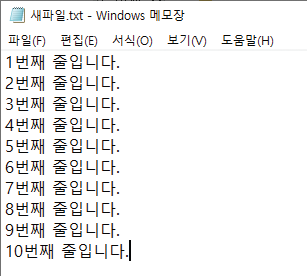 새파일.txt - Windows 메모장
파일(F) 편집(E) 서식(O) 보기(V) 도움말(H)
1번째 줄입니다.
2번째 줄입니다.
3번째 줄입니다.
4번째 줄입니다.
5번째 줄입니다.
6번째 줄입니다.
7번째 줄입니다.
8번째 줄입니다.
9번째 줄입니다.
10번째 줄입니다.